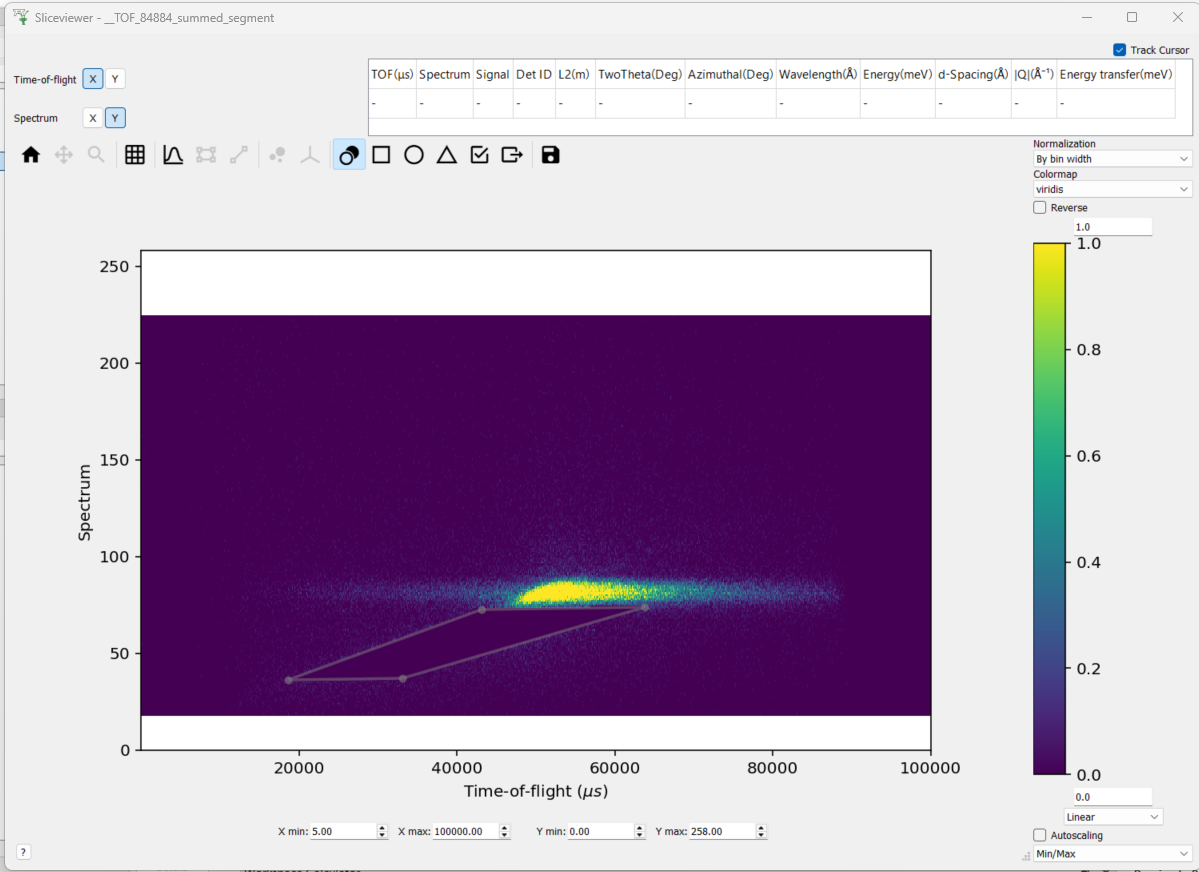 Sliceviewer - __TOF_84884_summed_segment
Track Cursor
Time-of-flight X Y
TOF(μs) Spectrum Signal Det ID L2(m) TwoTheta(Deg) Azimuthal(Deg) Wavelength(Å) Energy(meV) d-Spacing(Å) |Q|(Å⁻¹) Energy transfer(meV)
- - - - - - - - - - - -
Spectrum X Y
Normalization
By bin width
Colormap
viridis
Reverse
1.0
1.0
0.8
0.6
0.4
0.2
0.0
250
200
150
100
50
0
Spectrum
20000 40000 60000 80000 100000
Time-of-flight (μs)
0.0
Linear
X min: 5.00 X max: 100000.00 Y min: 0.00 Y max: 258.00
Autoscaling
? Min/Max